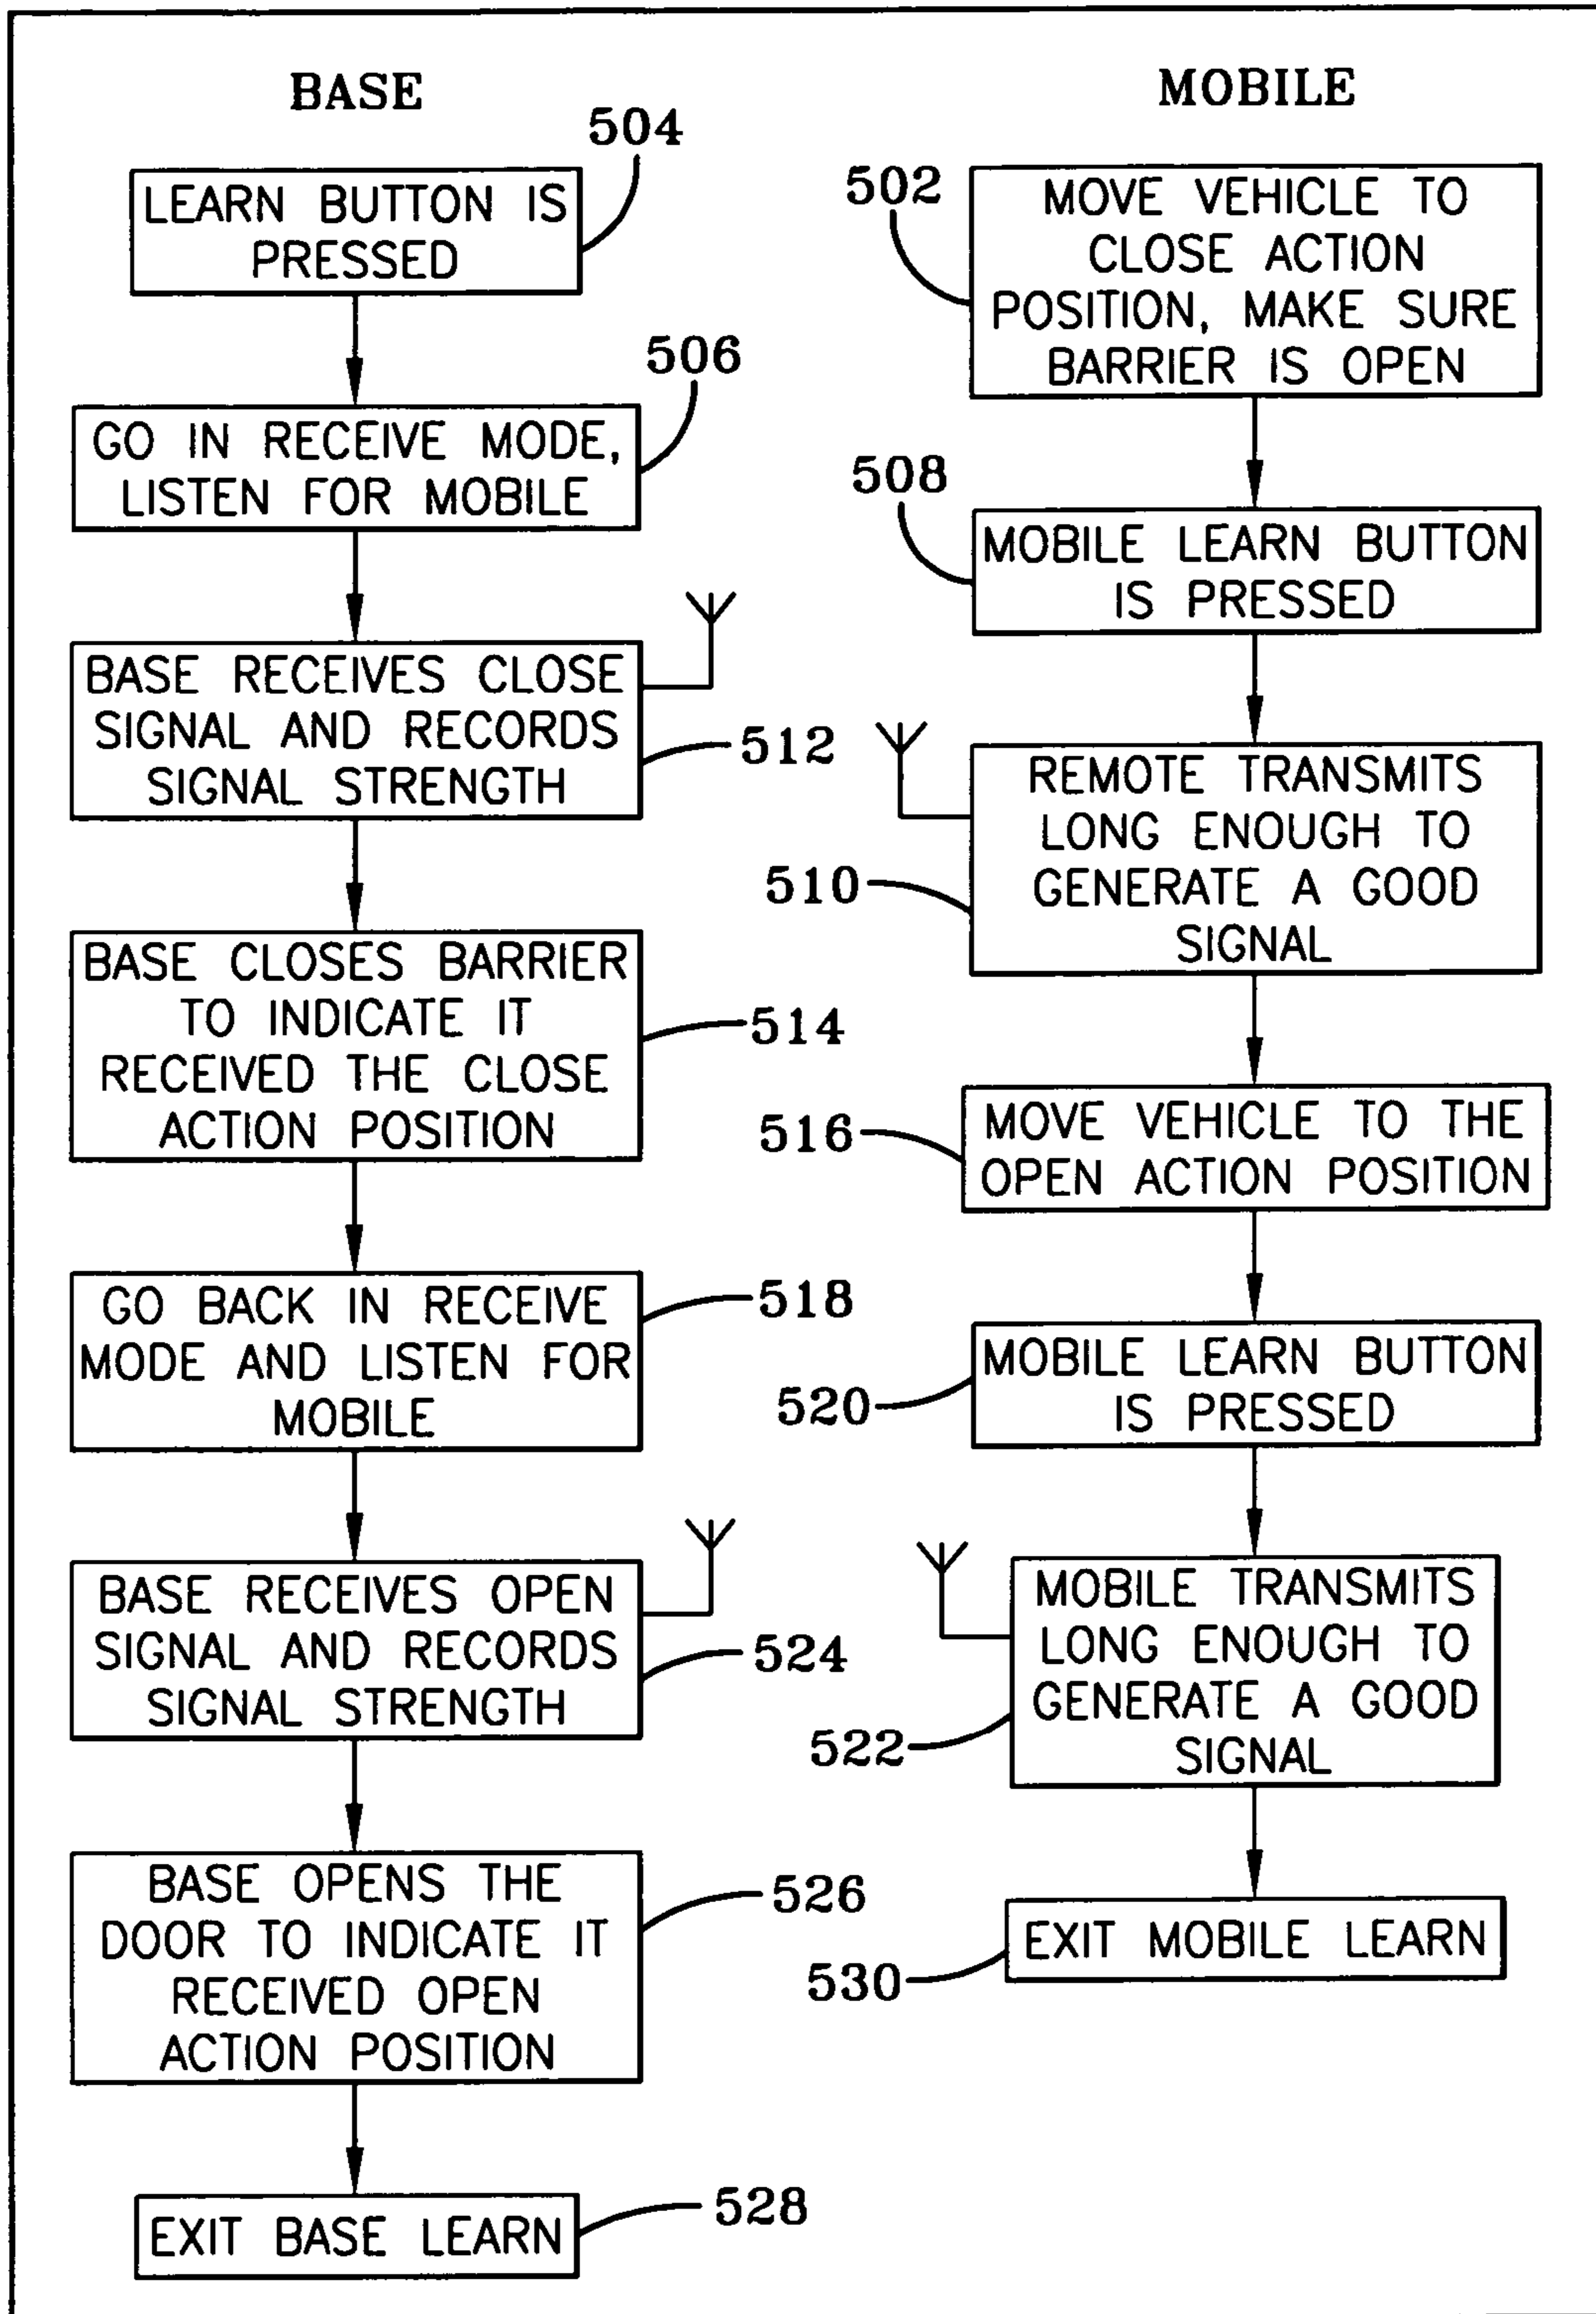 BASE
504
LEARN BUTTON IS
PRESSED
506
GO IN RECEIVE MODE,
LISTEN FOR MOBILE
BASE RECEIVES CLOSE
SIGNAL AND RECORDS
SIGNAL STRENGTH
512
BASE CLOSES BARRIER
TO INDICATE IT
RECEIVED THE CLOSE
ACTION POSITION
514
GO BACK IN RECEIVE
MODE AND LISTEN FOR
MOBILE
518
BASE RECEIVES OPEN
SIGNAL AND RECORDS
SIGNAL STRENGTH
524
BASE OPENS THE
DOOR TO INDICATE IT
RECEIVED OPEN
ACTION POSITION
526
EXIT BASE LEARN
528
MOBILE
502
MOVE VEHICLE TO
CLOSE ACTION
POSITION, MAKE SURE
BARRIER IS OPEN
508
MOBILE LEARN BUTTON
IS PRESSED
REMOTE TRANSMITS
LONG ENOUGH TO
GENERATE A GOOD
SIGNAL
510
MOVE VEHICLE TO THE
OPEN ACTION POSITION
516
MOBILE LEARN BUTTON
IS PRESSED
520
MOBILE TRANSMITS
LONG ENOUGH TO
GENERATE A GOOD
SIGNAL
522
EXIT MOBILE LEARN
530